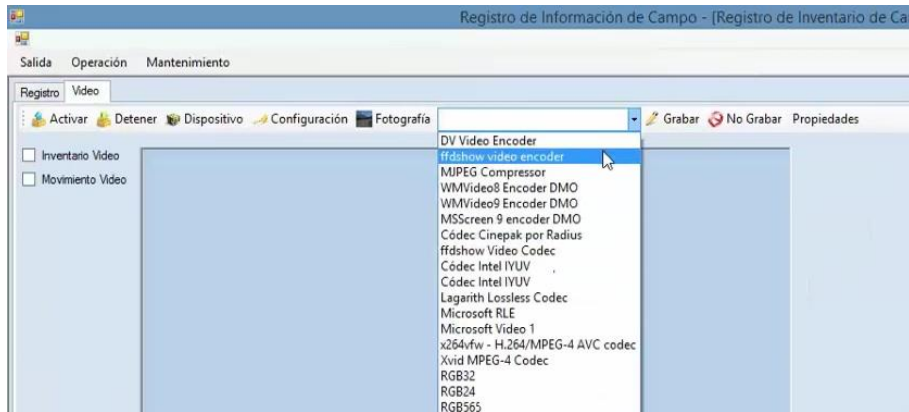 Registro de Información de Campo - [Registro de Inventario de Ca
Salida Operación Mantenimiento
Registro Video
Activar Detener Dispositivo Configuración Fotografía Grabar No Grabar Propiedades
Inventario Video
Movimiento Video
DV Video Encoder
ffdshow video encoder
MJPEG Compressor
WMVideo8 Encoder DMO
WMVideo9 Encoder DMO
MSScreen 9 encoder DMO
Códec Cinepak por Radius
ffdshow Video Codec
Códec Intel IYUV
Códec Intel IYUV
Lagarith Lossless Codec
Microsoft RLE
Microsoft Video 1
x264vfw - H.264/MPEG-4 AVC codec
Xvid MPEG-4 Codec
RGB32
RGB24
RGB565